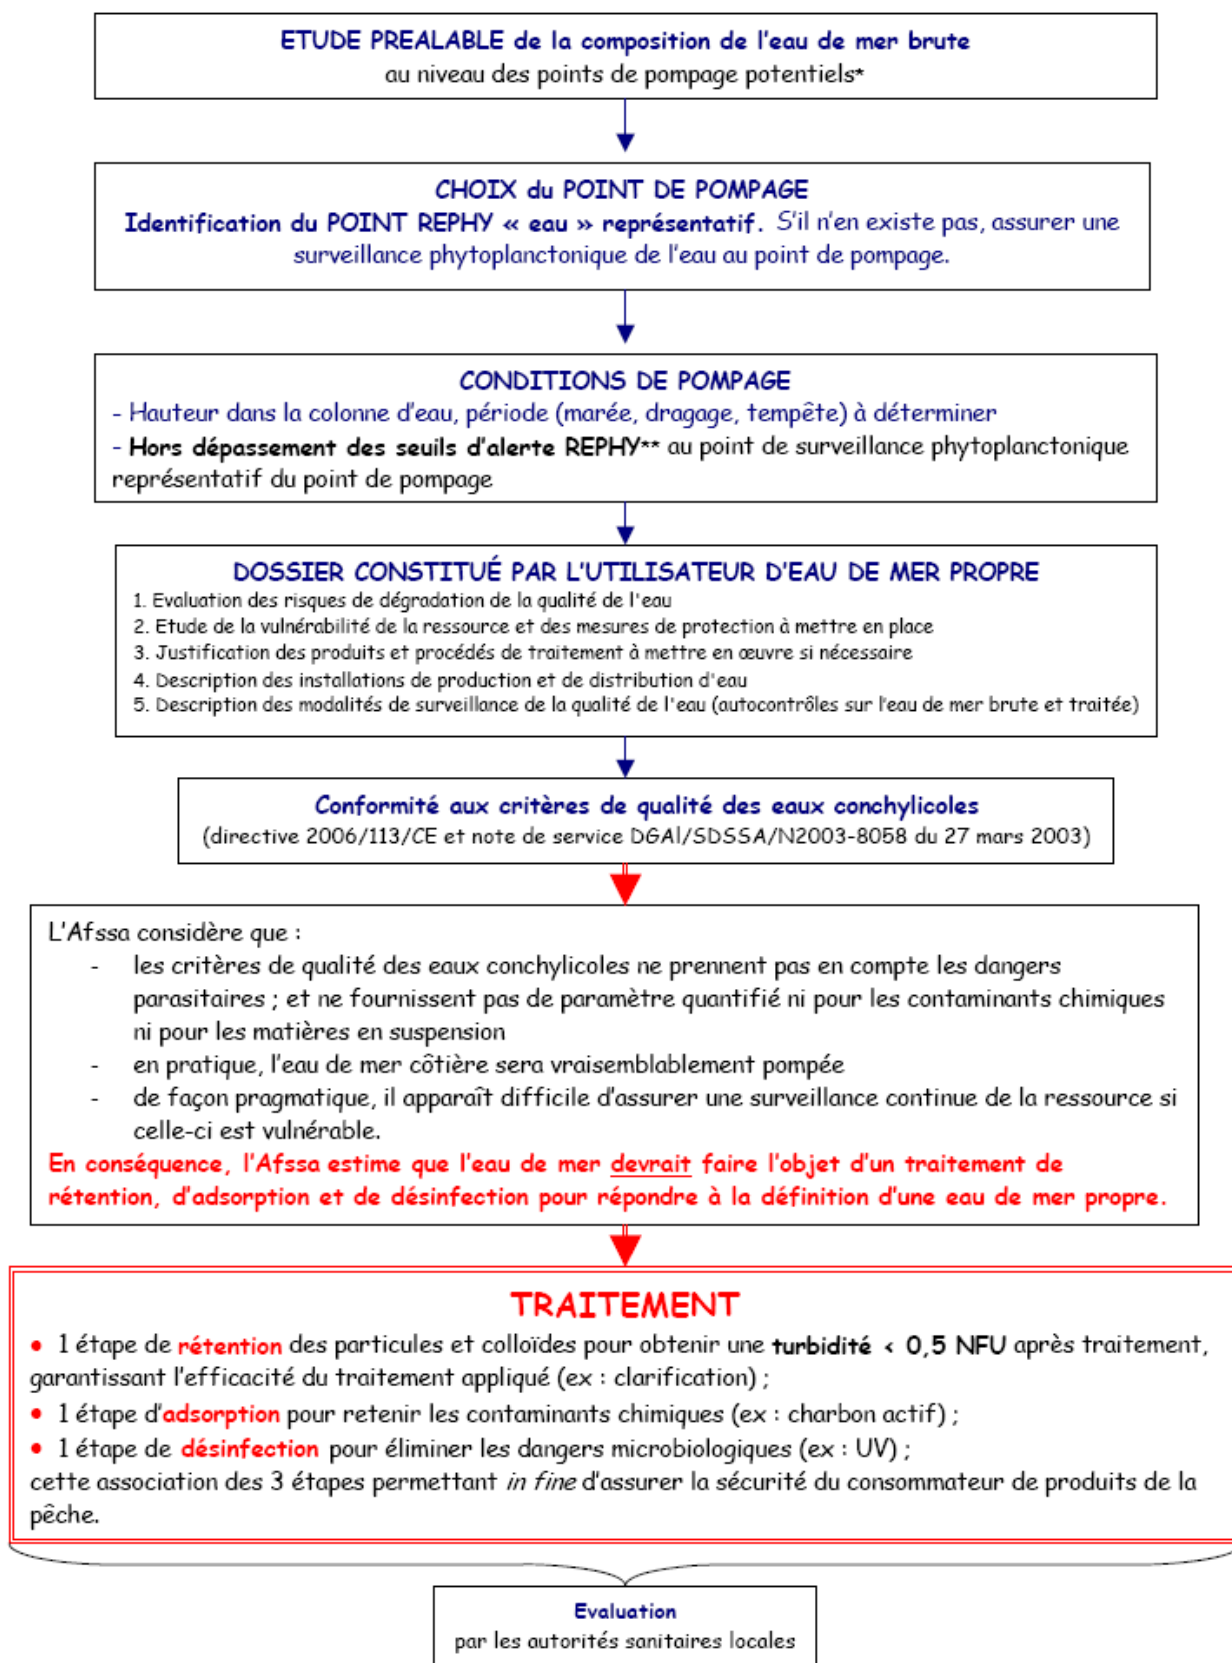 ETUDE PREALABLE de la composition de l'eau de mer brute
au niveau des points de pompage potentiels*
CHOIX du POINT DE POMPAGE
Identification du POINT REPHY « eau » représentatif. S'il n'en existe pas, assurer une
surveillance phytoplanctonique de l'eau au point de pompage.
CONDITIONS DE POMPAGE
- Hauteur dans la colonne d'eau, période (marée, dragage, tempête) à déterminer
- Hors dépassement des seuils d'alerte REPHY** au point de surveillance phytoplanctonique
représentatif du point de pompage
DOSSIER CONSTITUÉ PAR L'UTILISATEUR D'EAU DE MER PROPRE
1. Evaluation des risques de dégradation de la qualité de l'eau
2. Etude de la vulnérabilité de la ressource et des mesures de protection à mettre en place
3. Justification des produits et procédés de traitement à mettre en œuvre si nécessaire
4. Description des installations de production et de distribution d'eau
5. Description des modalités de surveillance de la qualité de l'eau (autocontrôles sur l'eau de mer brute et traitée)
Conformité aux critères de qualité des eaux conchylicoles
(directive 2006/113/CE et note de service DGAl/SDSSA/N2003-8058 du 27 mars 2003)
L'Afssa considère que :
- les critères de qualité des eaux conchylicoles ne prennent pas en compte les dangers
parasitaires ; et ne fournissent pas de paramètre quantifié ni pour les contaminants chimiques
ni pour les matières en suspension
- en pratique, l'eau de mer côtière sera vraisemblablement pompée
- de façon pragmatique, il apparaît difficile d'assurer une surveillance continue de la ressource si
celle-ci est vulnérable.
En conséquence, l'Afssa estime que l'eau de mer devrait faire l'objet d'un traitement de
rétention, d'adsorption et de désinfection pour répondre à la définition d'une eau de mer propre.
TRAITEMENT
• 1 étape de rétention des particules et colloïdes pour obtenir une turbidité < 0,5 NFU après traitement,
garantissant l'efficacité du traitement appliqué (ex : clarification) ;
• 1 étape d'adsorption pour retenir les contaminants chimiques (ex : charbon actif) ;
• 1 étape de désinfection pour éliminer les dangers microbiologiques (ex : UV) ;
cette association des 3 étapes permettant in fine d'assurer la sécurité du consommateur de produits de la
pêche.
Evaluation
par les autorités sanitaires locales